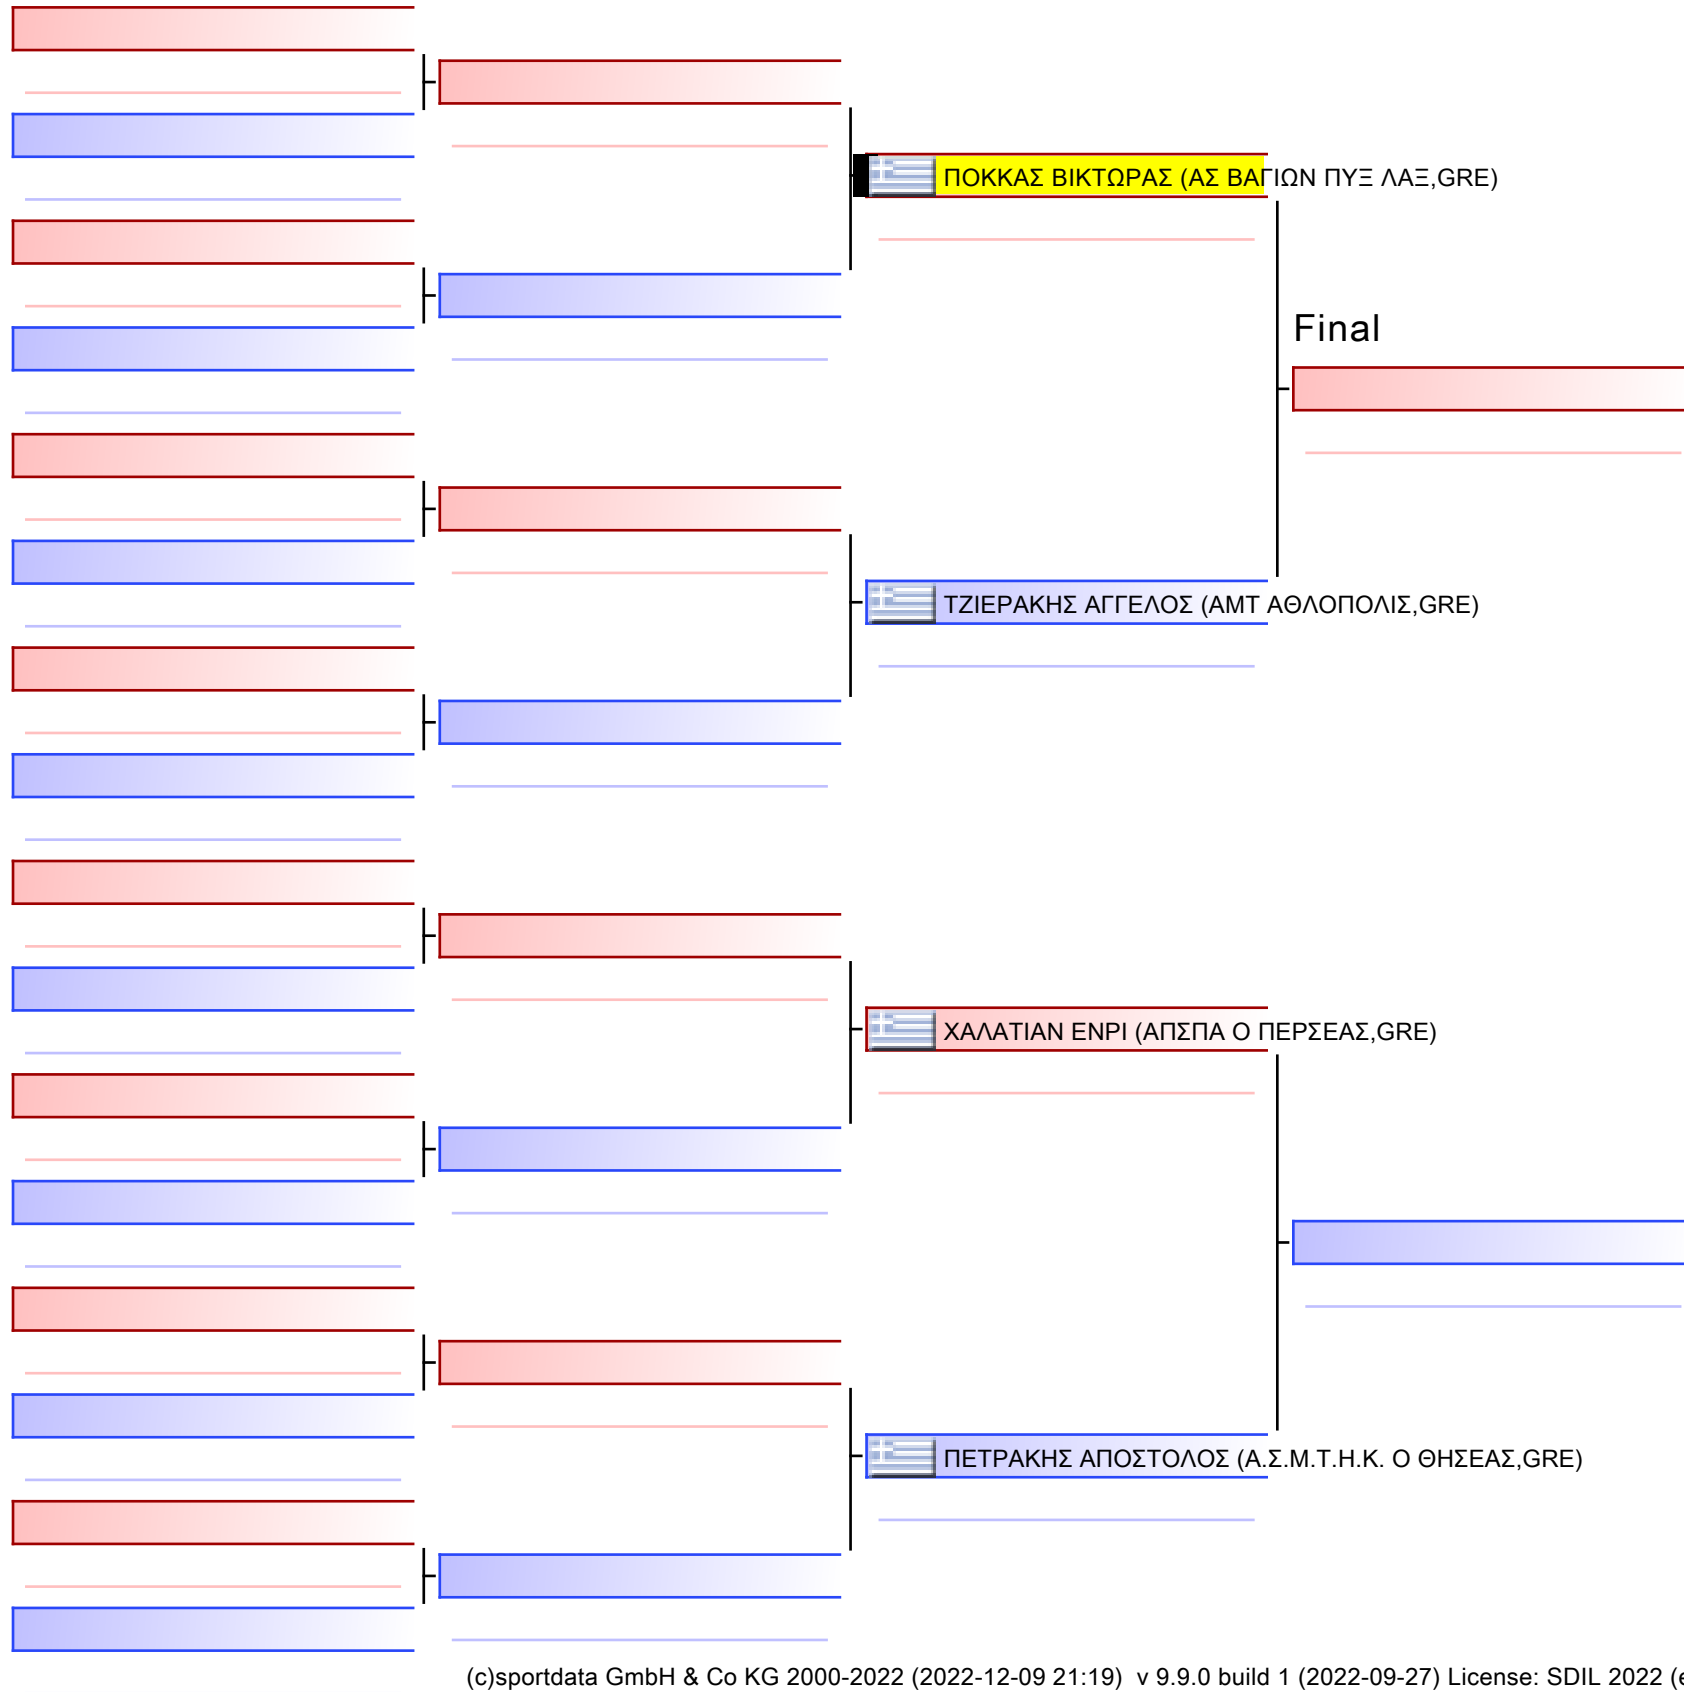 ΠΟΚΚΑΣ ΒΙΚΤΩΡΑΣ (ΑΣ ΒΑΓΙΩΝ ΠΥΞ ΛΑΞ,GRE)
Final
ΤΖΙΕΡΑΚΗΣ ΑΓΓΕΛΟΣ (ΑΜΤ ΑΘΛΟΠΟΛΙΣ,GRE)
ΧΑΛΑΤΙΑΝ ΕΝΡΙ (ΑΠΣΠΑ Ο ΠΕΡΣΕΑΣ,GRE)
ΠΕΤΡΑΚΗΣ ΑΠΟΣΤΟΛΟΣ (Α.Σ.Μ.Τ.Η.Κ. Ο ΘΗΣΕΑΣ,GRE)
(c)sportdata GmbH & Co KG 2000-2022 (2022-12-09 21:19) v 9.9.0 build 1 (2022-09-27) License: SDIL 2022 (